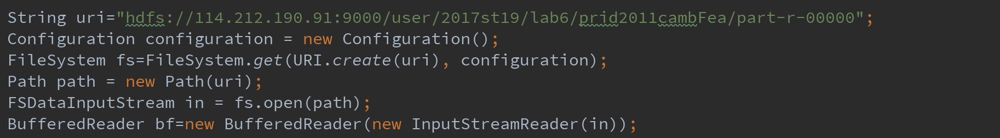 String uri="hdfs://114.212.190.91:9000/user/2017st19/lab6/prid2011cambFea/part-r-00000";
Configuration configuration = new Configuration();
FileSystem fs=FileSystem.get(URI.create(uri), configuration);
Path path = new Path(uri);
FSDataInputStream in = fs.open(path);
BufferedReader bf=new BufferedReader(new InputStreamReader(in));